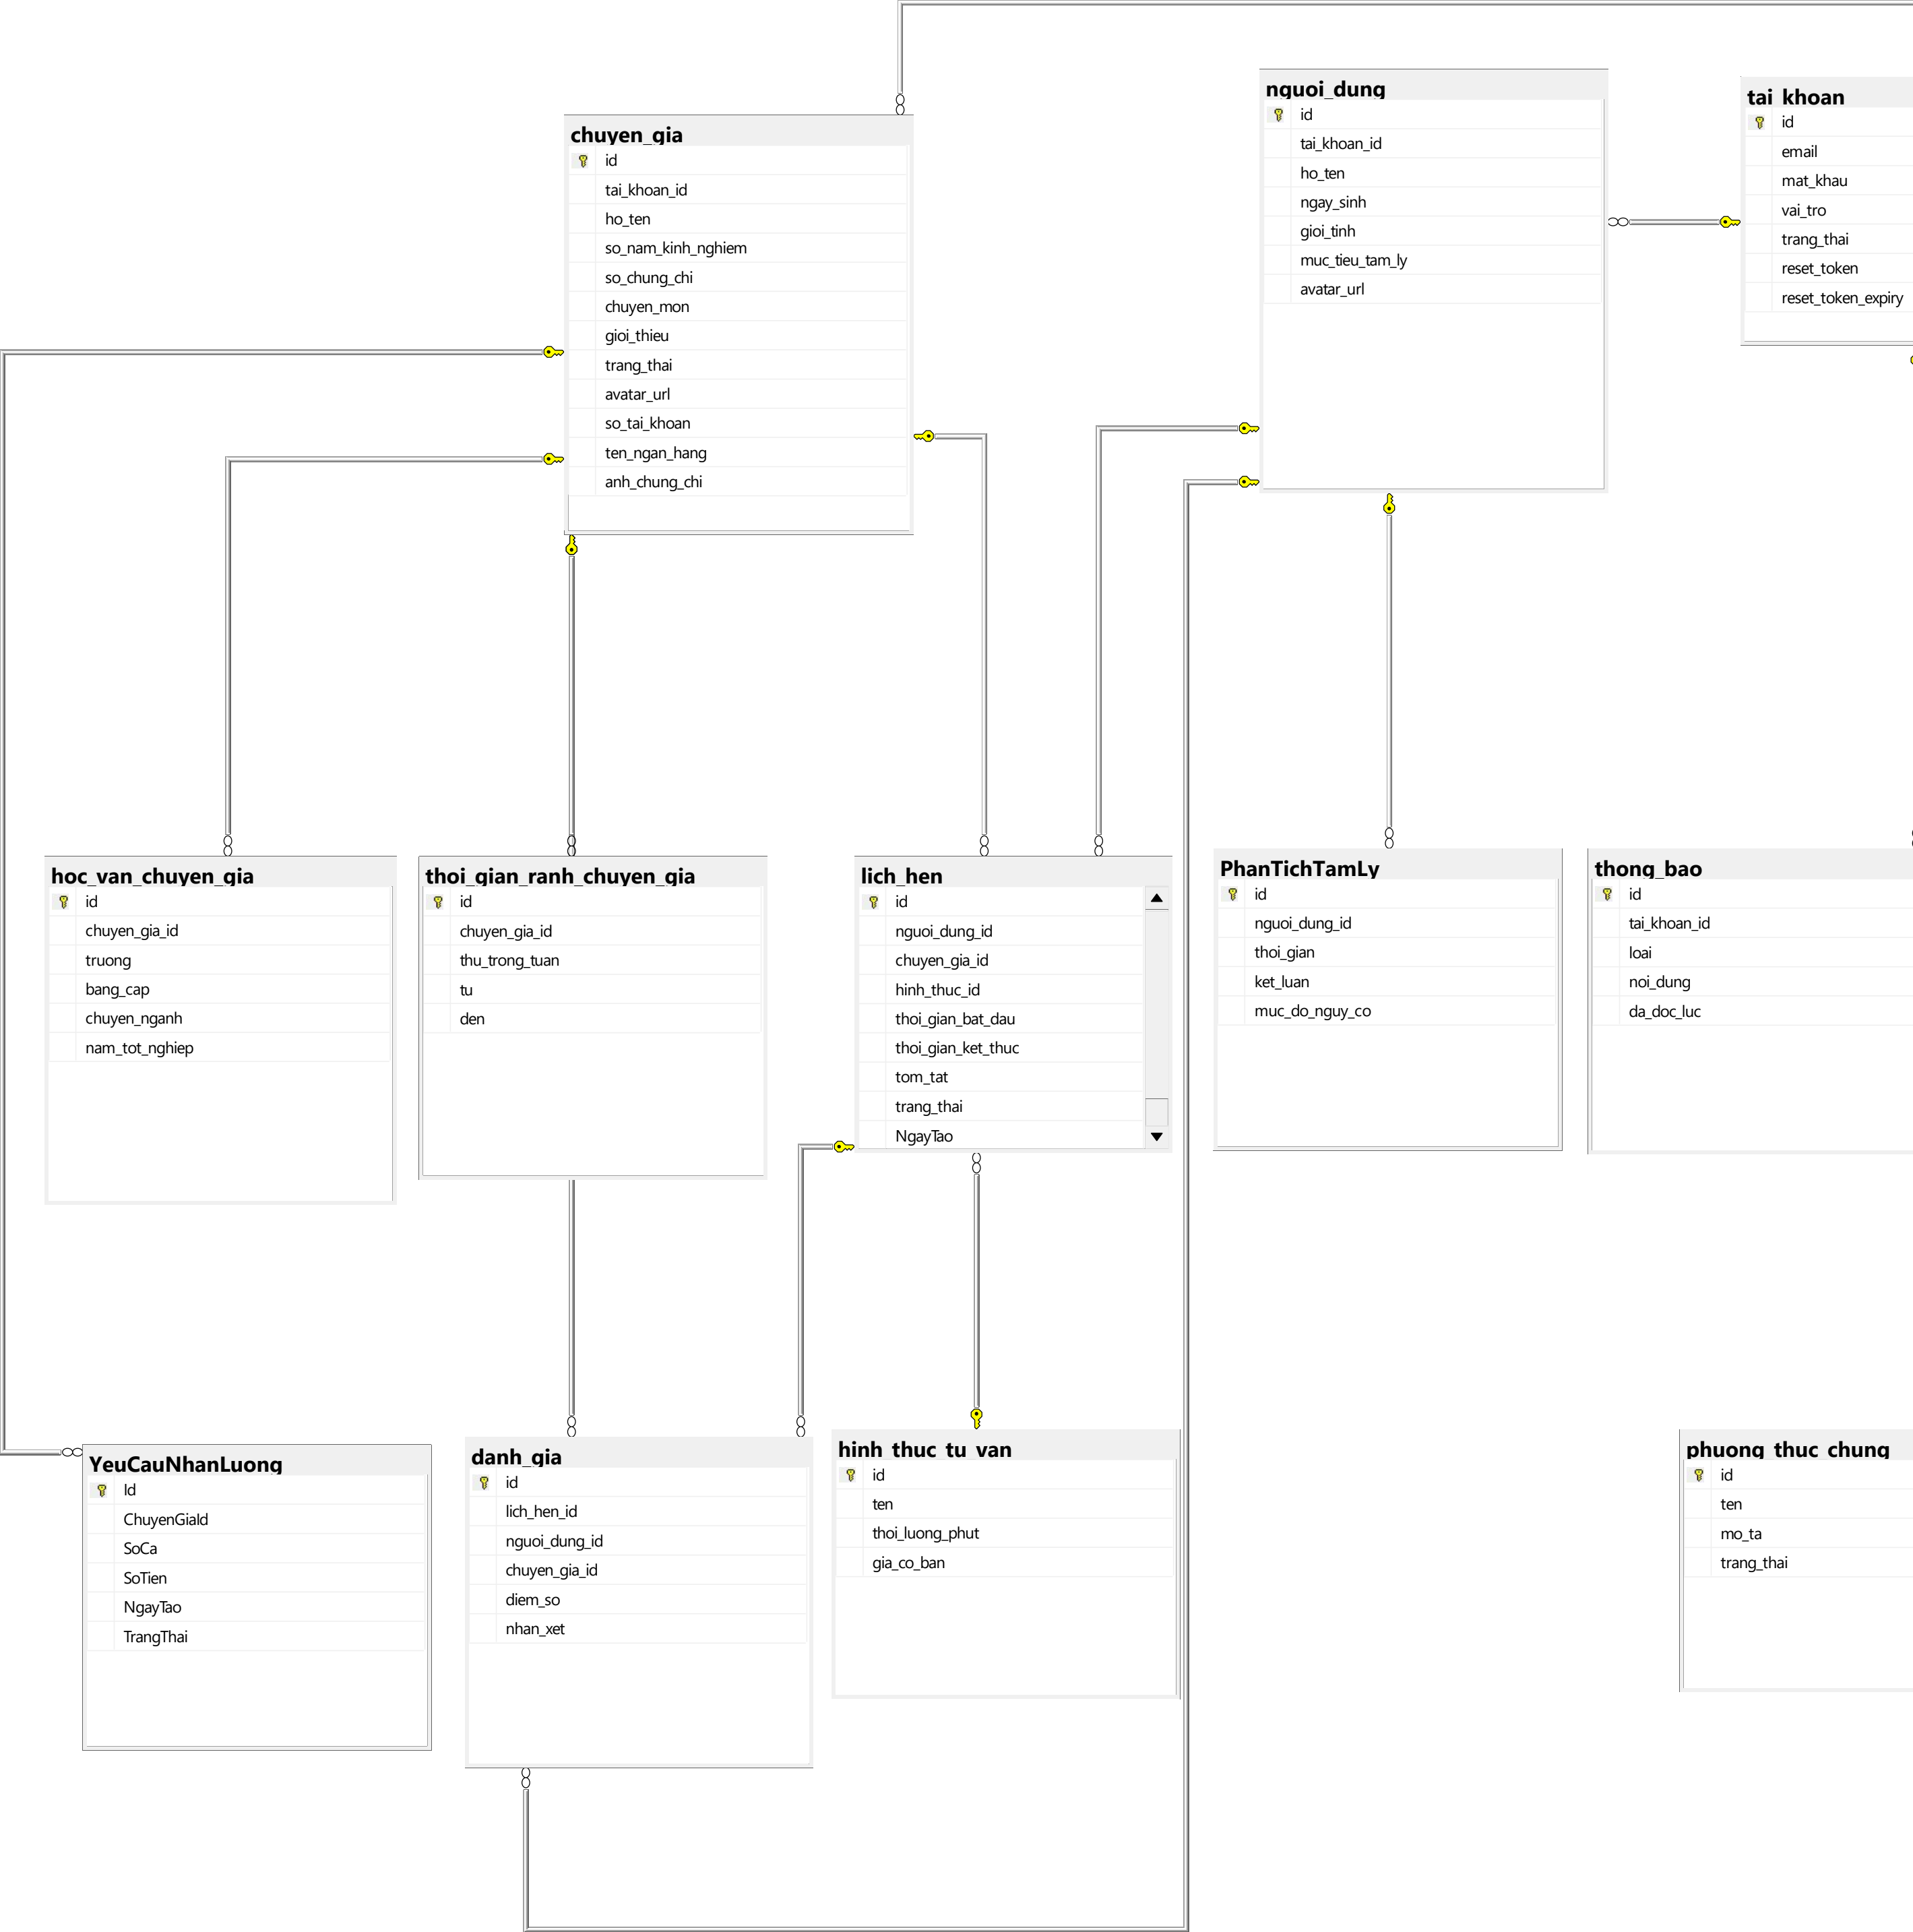 chuyen_gia
id
tai_khoan_id
ho_ten
so_nam_kinh_nghiem
so_chung_chi
chuyen_mon
gioi_thieu
trang_thai
avatar_url
so_tai_khoan
ten_ngan_hang
anh_chung_chi
nguoi_dung
id
tai_khoan_id
ho_ten
ngay_sinh
gioi_tinh
muc_tieu_tam_ly
avatar_url
tai_khoan
id
email
mat_khau
vai_tro
trang_thai
reset_token
reset_token_expiry
hoc_van_chuyen_gia
id
chuyen_gia_id
truong
bang_cap
chuyen_nganh
nam_tot_nghiep
thoi_gian_ranh_chuyen_gia
id
chuyen_gia_id
thu_trong_tuan
tu
den
lich_hen
id
nguoi_dung_id
chuyen_gia_id
hinh_thuc_id
thoi_gian_bat_dau
thoi_gian_ket_thuc
tom_tat
trang_thai
NgayTao
PhanTichTamLy
id
nguoi_dung_id
thoi_gian
ket_luan
muc_do_nguy_co
thong_bao
id
tai_khoan_id
loai
noi_dung
da_doc_luc
YeuCauNhanLuong
Id
ChuyenGiaId
SoCa
SoTien
NgayTao
TrangThai
danh_gia
id
lich_hen_id
nguoi_dung_id
chuyen_gia_id
diem_so
nhan_xet
hinh_thuc_tu_van
id
ten
thoi_luong_phut
gia_co_ban
phuong_thuc_chung
id
ten
mo_ta
trang_thai